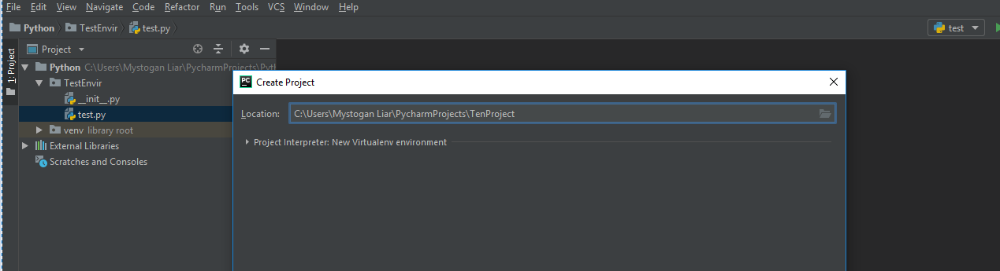 File Edit View Navigate Code Refactor Run Tools VCS Window Help
Python TestEnvir test.py
test
1: Project
Project
Python C:\Users\Mystogan Liar\PycharmProjects\Pyth
TestEnvir
__init__.py
test.py
venv library root
External Libraries
Scratches and Consoles
PC
Create Project
Location: C:\Users\Mystogan Liar\PycharmProjects\TenProject
Project Interpreter: New Virtualenv environment